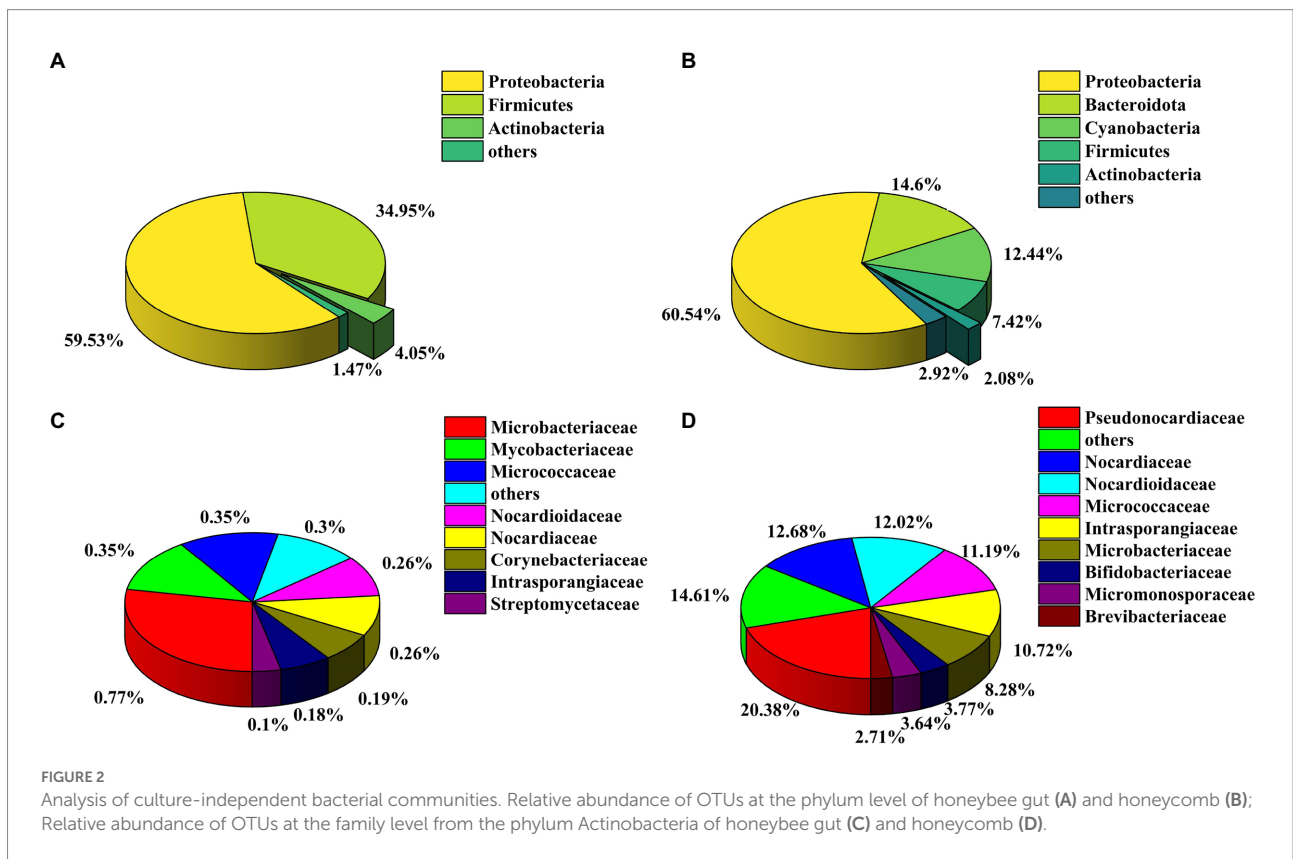 A
Proteobacteria
Firmicutes
Actinobacteria
others
34.95%
59.53%
1.47%
4.05%
B
Proteobacteria
Bacteroidota
Cyanobacteria
Firmicutes
Actinobacteria
others
14.6%
12.44%
60.54%
7.42%
2.92%
2.08%
C
Microbacteriaceae
Mycobacteriaceae
Micrococcaceae
others
Nocardioidaceae
Nocardiaceae
Corynebacteriaceae
Intrasporangiaceae
Streptomycetaceae
0.35%
0.3%
0.35%
0.26%
0.26%
0.77%
0.19%
0.18%
0.1%
D
Pseudonocardiaceae
others
Nocardiaceae
Nocardioidaceae
Micrococcaceae
Intrasporangiaceae
Microbacteriaceae
Bifidobacteriaceae
Micromonosporaceae
Brevibacteriaceae
12.68%
12.02%
11.19%
14.61%
10.72%
8.28%
20.38%
3.77%
3.64%
2.71%
FIGURE 2
Analysis of culture-independent bacterial communities. Relative abundance of OTUs at the phylum level of honeybee gut (A) and honeycomb (B);
Relative abundance of OTUs at the family level from the phylum Actinobacteria of honeybee gut (C) and honeycomb (D).